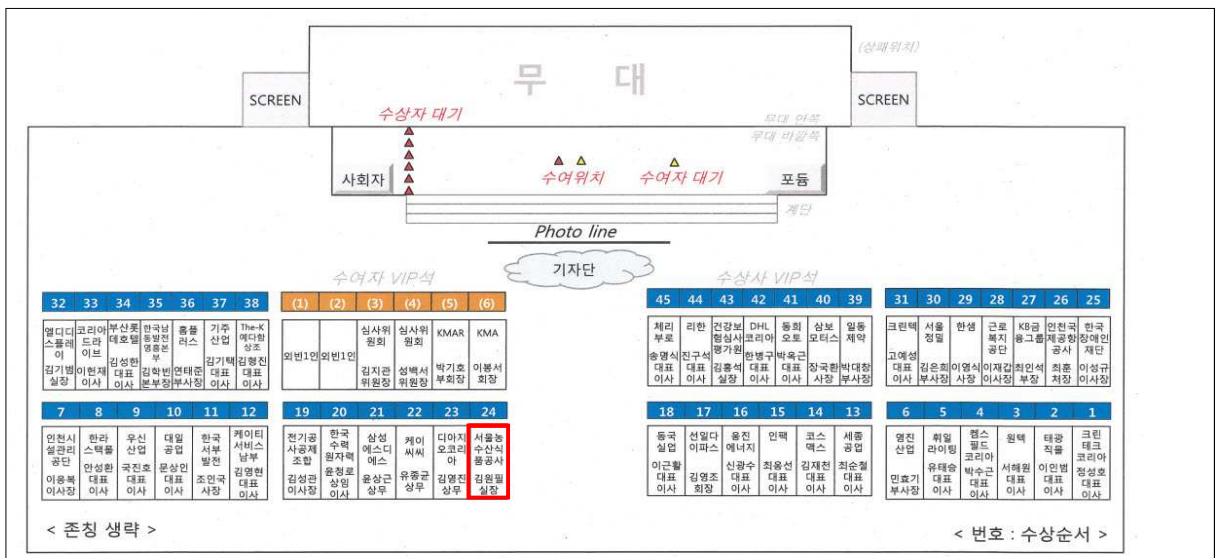 (상패위치)
무 대
SCREEN
SCREEN
수상자 대기
무대 안쪽
무대 바깥쪽
사회자
수여위치
수여자 대기
포듐
계단
Photo line
기자단
수여자 VIP석
수상사 VIP석
32 33 34 35 36 37 38
엘디디스플레이 김기범 실장
코리아드라이브 이헌재 이사
부산롯데호텔 김성한 대표이사
한국남동발전 영흥본부 김학빈 본부장
홈플러스 연태준 부사장
기주산업 김기택 대표이사
The-K 예다함상조 김형진 대표이사
(1) (2) (3) (4) (5) (6)
외빈1인
외빈1인
심사위원회 김지관 위원장
심사위원회 성백서 위원장
KMAR 박기호 부회장
KMA 이봉서 회장
45 44 43 42 41 40 39
체리부로 송명식 대표이사
리한 진구석 대표이사
건강보험심사평가원 김홍석 실장
DHL 코리아 한병구 대표이사
동희오토 박옥근 대표이사
삼보모터스 장국환 사장
일동제약 박대창 부사장
31 30 29 28 27 26 25
크린텍 고예성 대표이사
서울정밀 김은희 부사장
한샘 이영식 사장
근로복지공단 이재갑 이사장
KB금융그룹 최인석 부장
인천국제공항공사 최훈 처장
한국장애인재단 이성규 이사장
7 8 9 10 11 12
인천시설관리공단 이응복 이사장
한라스택폴 안성환 대표이사
우신산업 국진호 대표이사
대일공업 문상인 대표이사
한국서부발전 조인국 사장
케이티서비스남부 김영현 대표이사
19 20 21 22 23 24
전기공사공제조합 김성관 이사장
한국수력원자력 윤청로 상임이사
삼성에스디에스 윤상근 상무
케이씨씨 유종균 상무
디아지오코리아 김영진 상무
서울농수산식품공사 김원필 실장
18 17 16 15 14 13
동국실업 이근활 대표이사
선일다이파스 김영조 회장
웅진에너지 신광수 대표이사
인팩 최웅선 대표이사
코스맥스 김재천 대표이사
세종공업 최순철 대표이사
6 5 4 3 2 1
영진산업 민효기 부사장
휘일라이팅 유태승 대표이사
켐스필드코리아 박수근 대표이사
원텍 서해원 대표이사
태광직물 이인범 대표이사
크린테크코리아 정성호 대표이사
< 존칭 생략 >
< 번호 : 수상순서 >